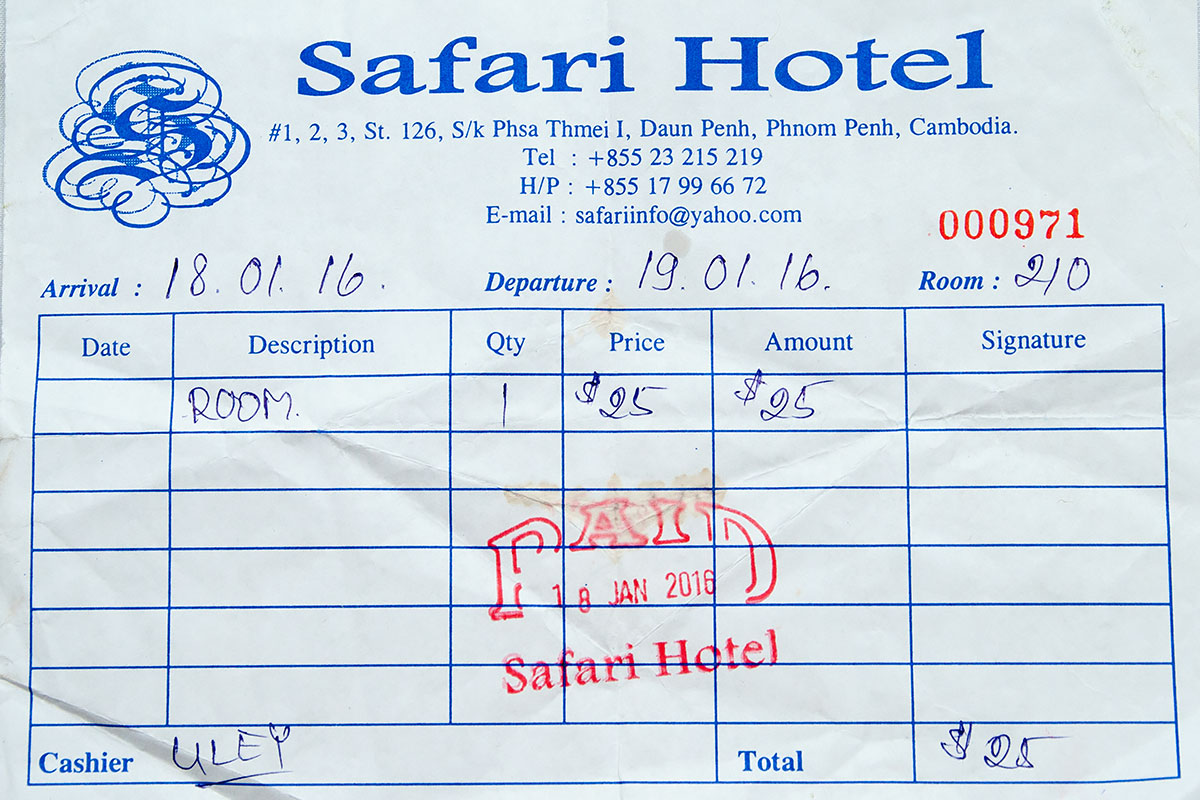 Safari Hotel
#1, 2, 3, St. 126, S/k Phsa Thmei I, Daun Penh, Phnom Penh, Cambodia.
Tel : +855 23 215 219
H/P : +855 17 99 66 72
E-mail : safariinfo@yahoo.com
000971
Arrival : 18.01.16. Departure : 19.01.16. Room : 210
Date Description Qty Price Amount Signature
ROOM. 1 $25 $25
PAID
18 JAN 2016
Safari Hotel
Cashier ULEY Total $25